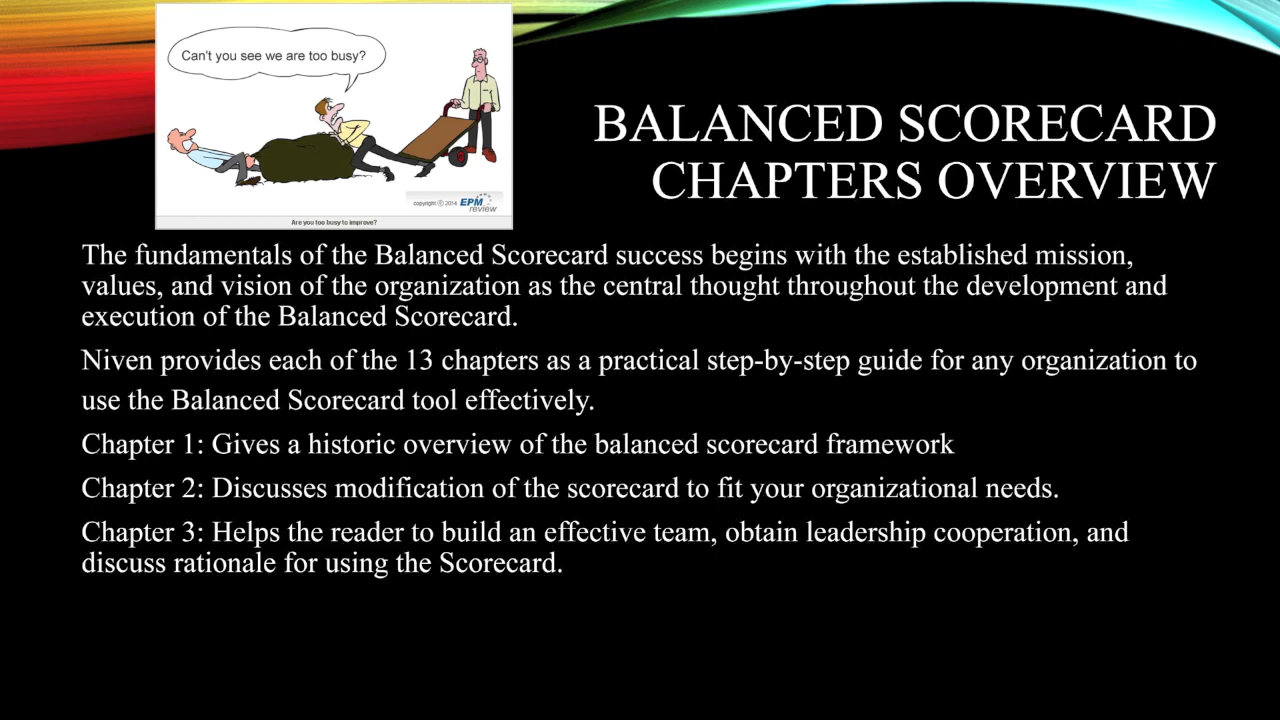 Can't you see we are too busy?
copyright © 2014 EPM
review
Are you too busy to improve?
BALANCED SCORECARD
CHAPTERS OVERVIEW
The fundamentals of the Balanced Scorecard success begins with the established mission,
values, and vision of the organization as the central thought throughout the development and
execution of the Balanced Scorecard.
Niven provides each of the 13 chapters as a practical step-by-step guide for any organization to
use the Balanced Scorecard tool effectively.
Chapter 1: Gives a historic overview of the balanced scorecard framework
Chapter 2: Discusses modification of the scorecard to fit your organizational needs.
Chapter 3: Helps the reader to build an effective team, obtain leadership cooperation, and
discuss rationale for using the Scorecard.